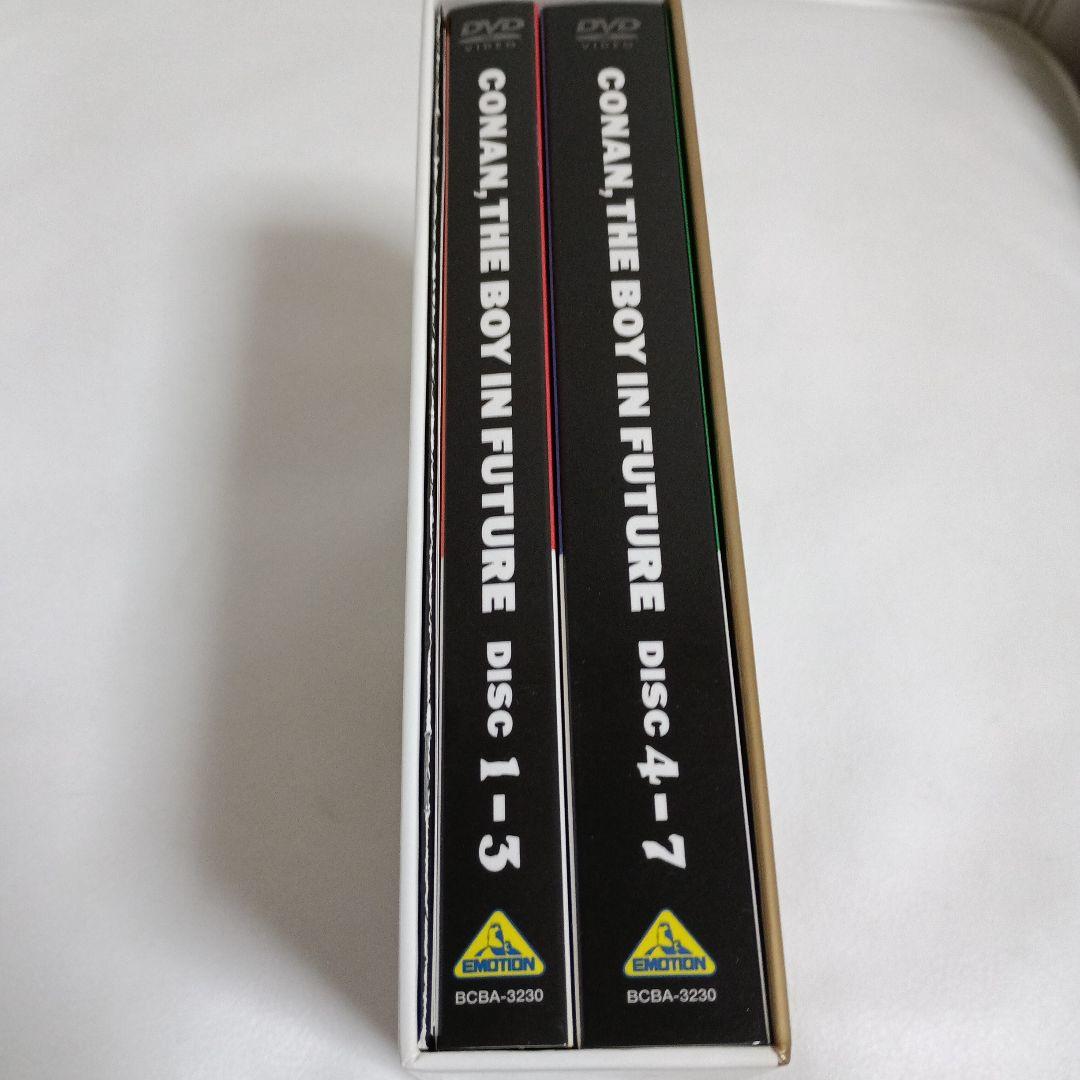 DVD
VIDEO
CONAN, THE BOY IN FUTURE DISC 1-3
EMOTION
BCBA-3230
DVD
VIDEO
CONAN, THE BOY IN FUTURE DISC 4-7
EMOTION
BCBA-3230